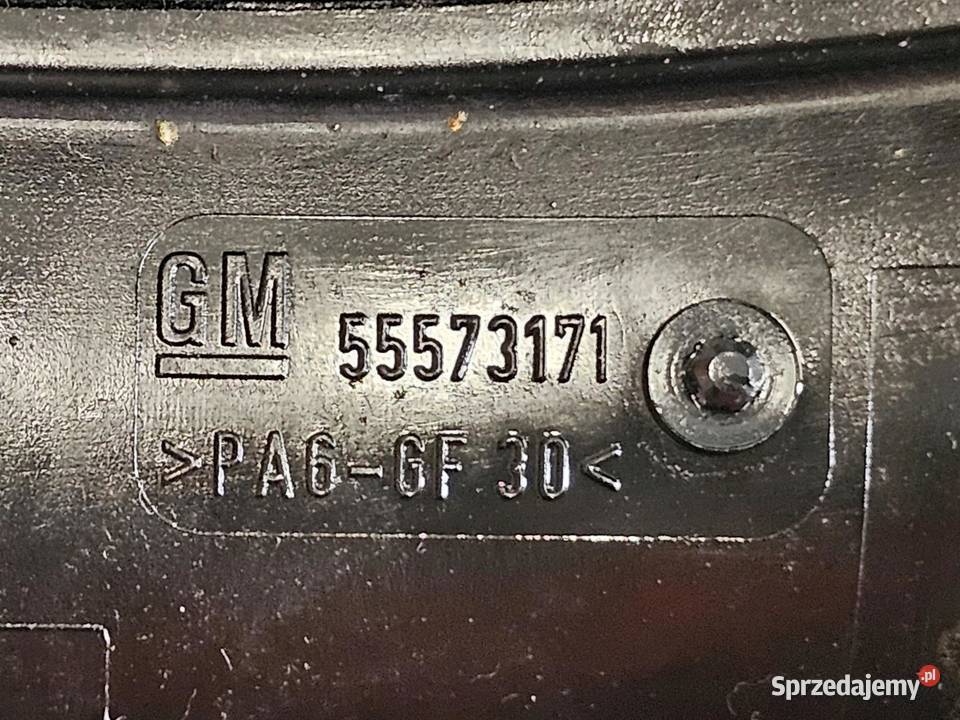 GM 55573171
>PA6-GF 30<
Sprzedajemy.pl